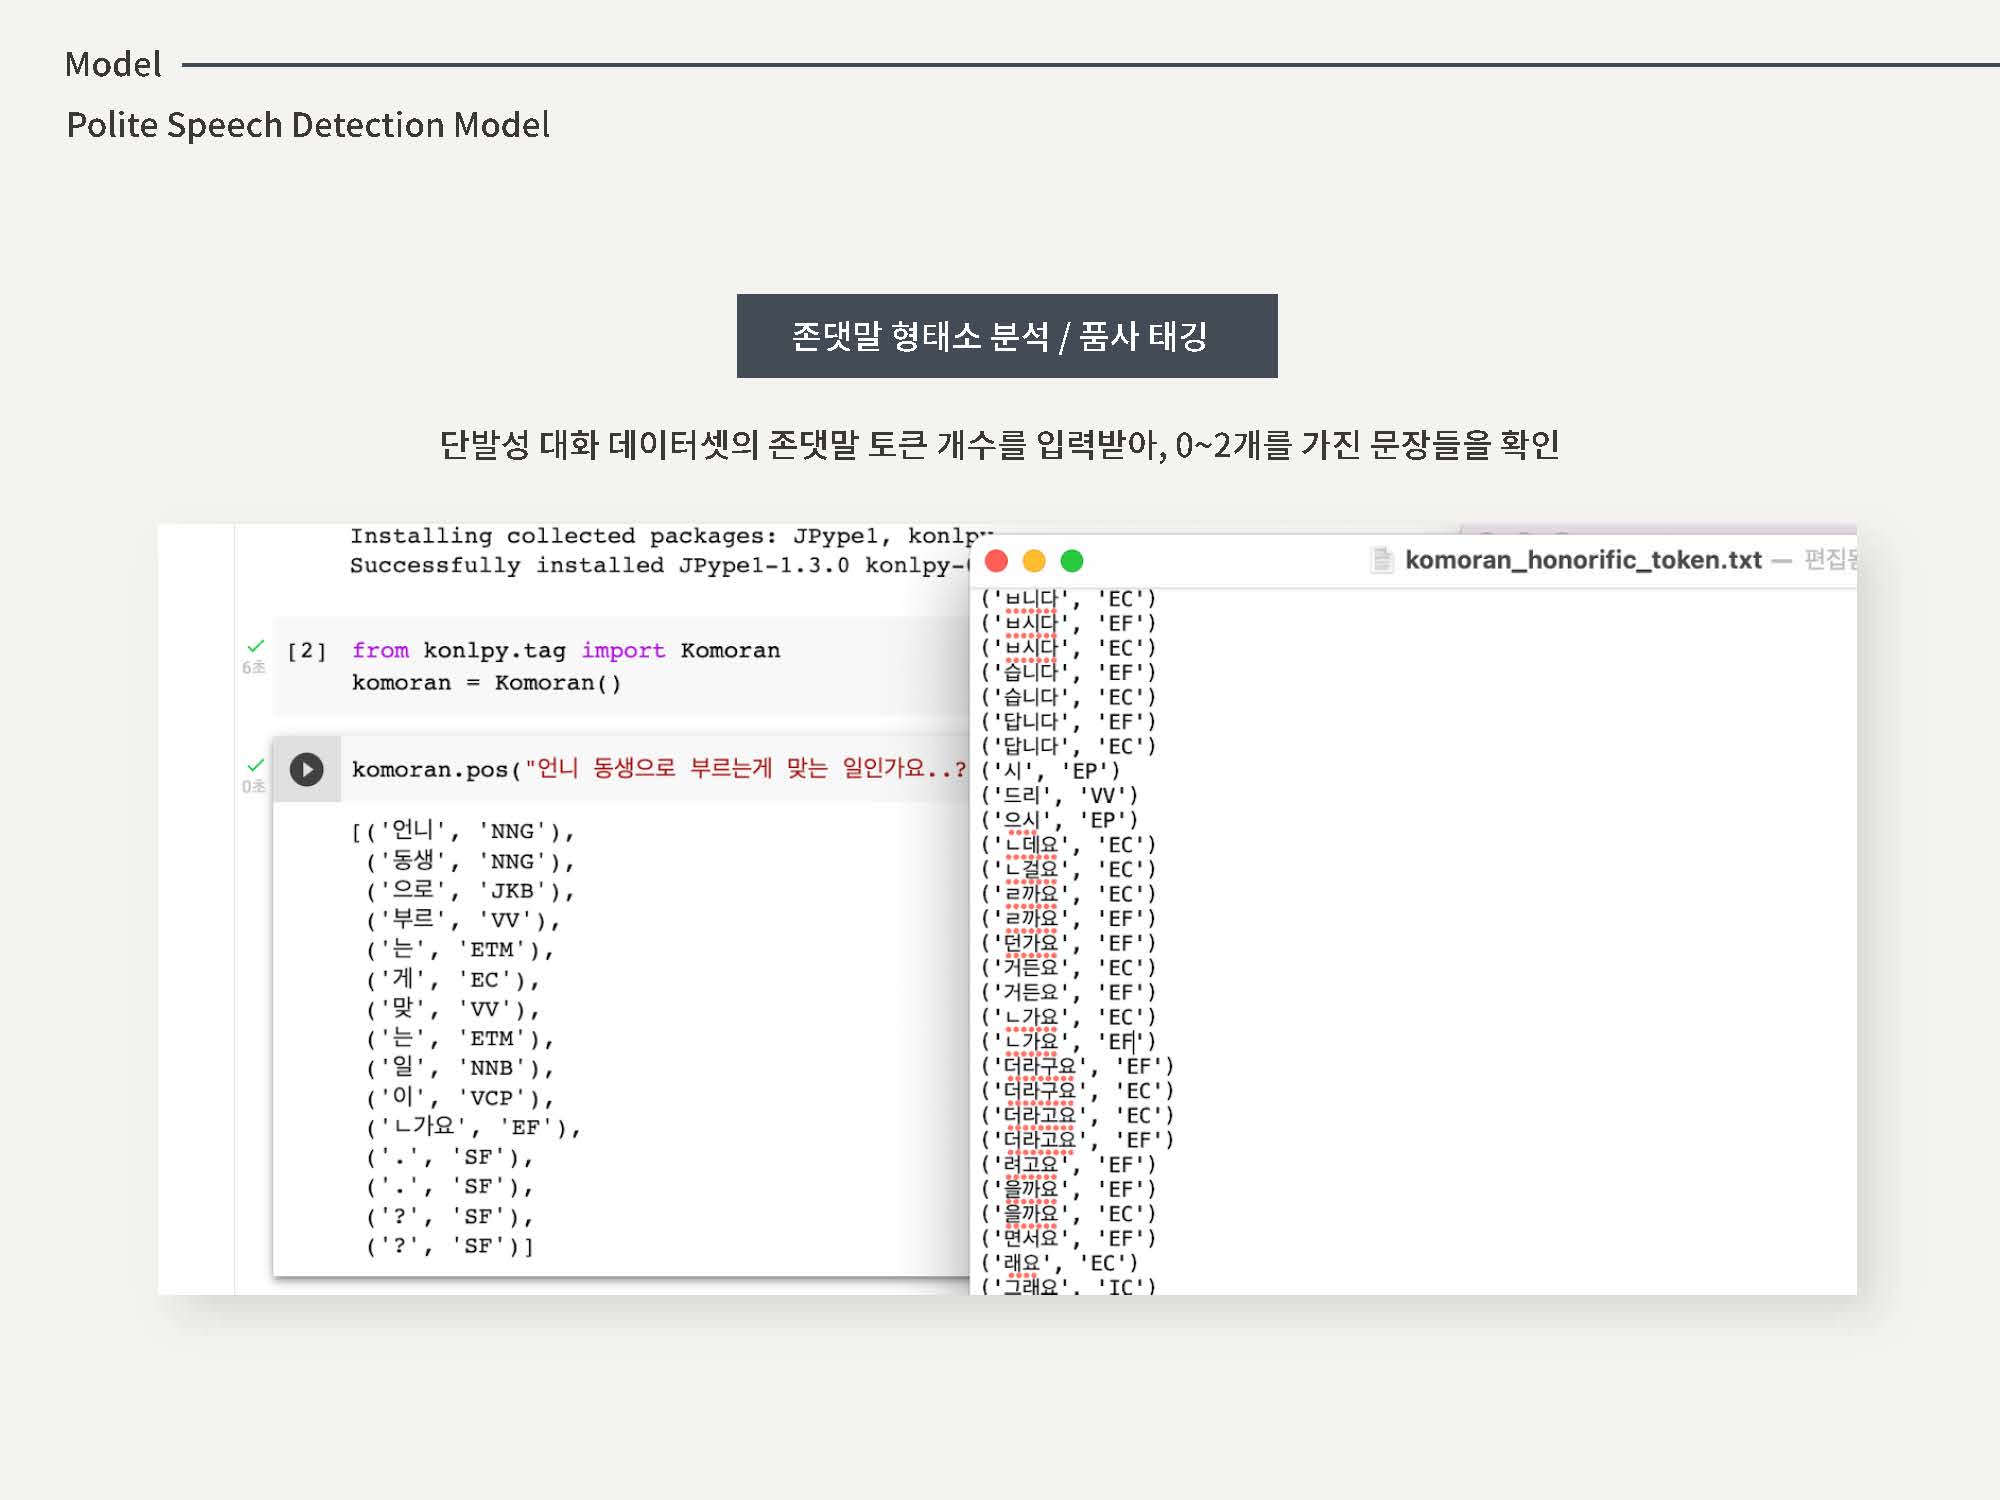 Model
Polite Speech Detection Model
존댓말 형태소 분석 / 품사 태깅
단발성 대화 데이터셋의 존댓말 토큰 개수를 입력받아, 0~2개를 가진 문장들을 확인
Installing collected packages: JPype1, konlpy
Successfully installed JPype1-1.3.0 konlpy-
6초
[2] from konlpy.tag import Komoran
komoran = Komoran()
0초
komoran.pos("언니 동생으로 부르는게 맞는 일인가요..?
[('언니', 'NNG'),
('동생', 'NNG'),
('으로', 'JKB'),
('부르', 'VV'),
('는', 'ETM'),
('게', 'EC'),
('맞', 'VV'),
('는', 'ETM'),
('일', 'NNB'),
('이', 'VCP'),
('ㄴ가요', 'EF'),
('.', 'SF'),
('.', 'SF'),
('?', 'SF'),
('?', 'SF')]
komoran_honorific_token.txt — 편집
('ㅂ니다', 'EC')
('ㅂ시다', 'EF')
('ㅂ시다', 'EC')
('습니다', 'EF')
('습니다', 'EC')
('답니다', 'EF')
('답니다', 'EC')
('시', 'EP')
('드리', 'VV')
('으시', 'EP')
('ㄴ데요', 'EC')
('ㄴ걸요', 'EC')
('ㄹ까요', 'EC')
('ㄹ까요', 'EF')
('던가요', 'EF')
('거든요', 'EC')
('거든요', 'EF')
('ㄴ가요', 'EC')
('ㄴ가요', 'EF')
('더라구요', 'EF')
('더라구요', 'EC')
('더라고요', 'EC')
('더라고요', 'EF')
('려고요', 'EF')
('을까요', 'EF')
('을까요', 'EC')
('면서요', 'EF')
('래요', 'EC')
('그래요', 'IC')